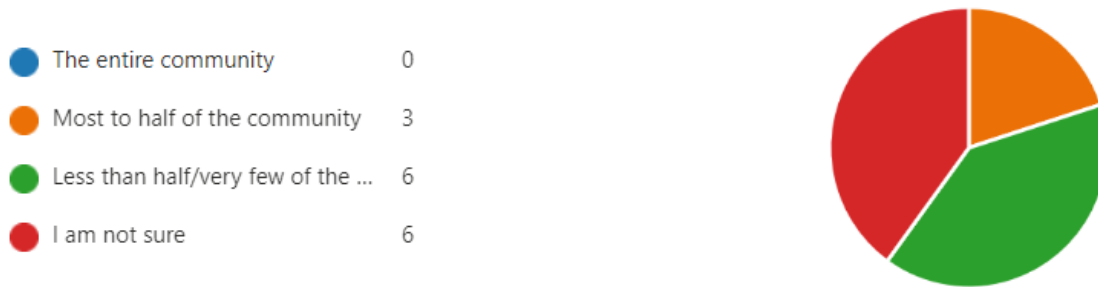 The entire community 0
Most to half of the community 3
Less than half/very few of the ... 6
I am not sure 6